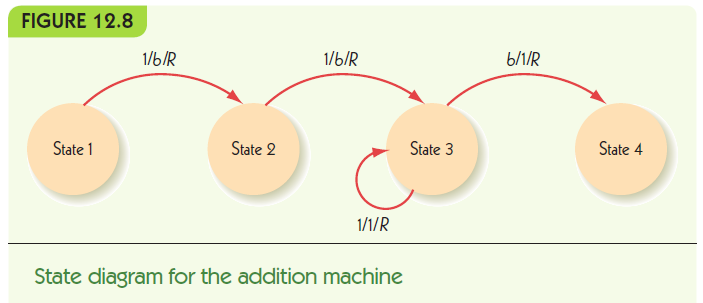 FIGURE 12.8
1/b/R
1/b/R
b/1/R
State 1
State 2
State 3
State 4
1/1/R
State diagram for the addition machine